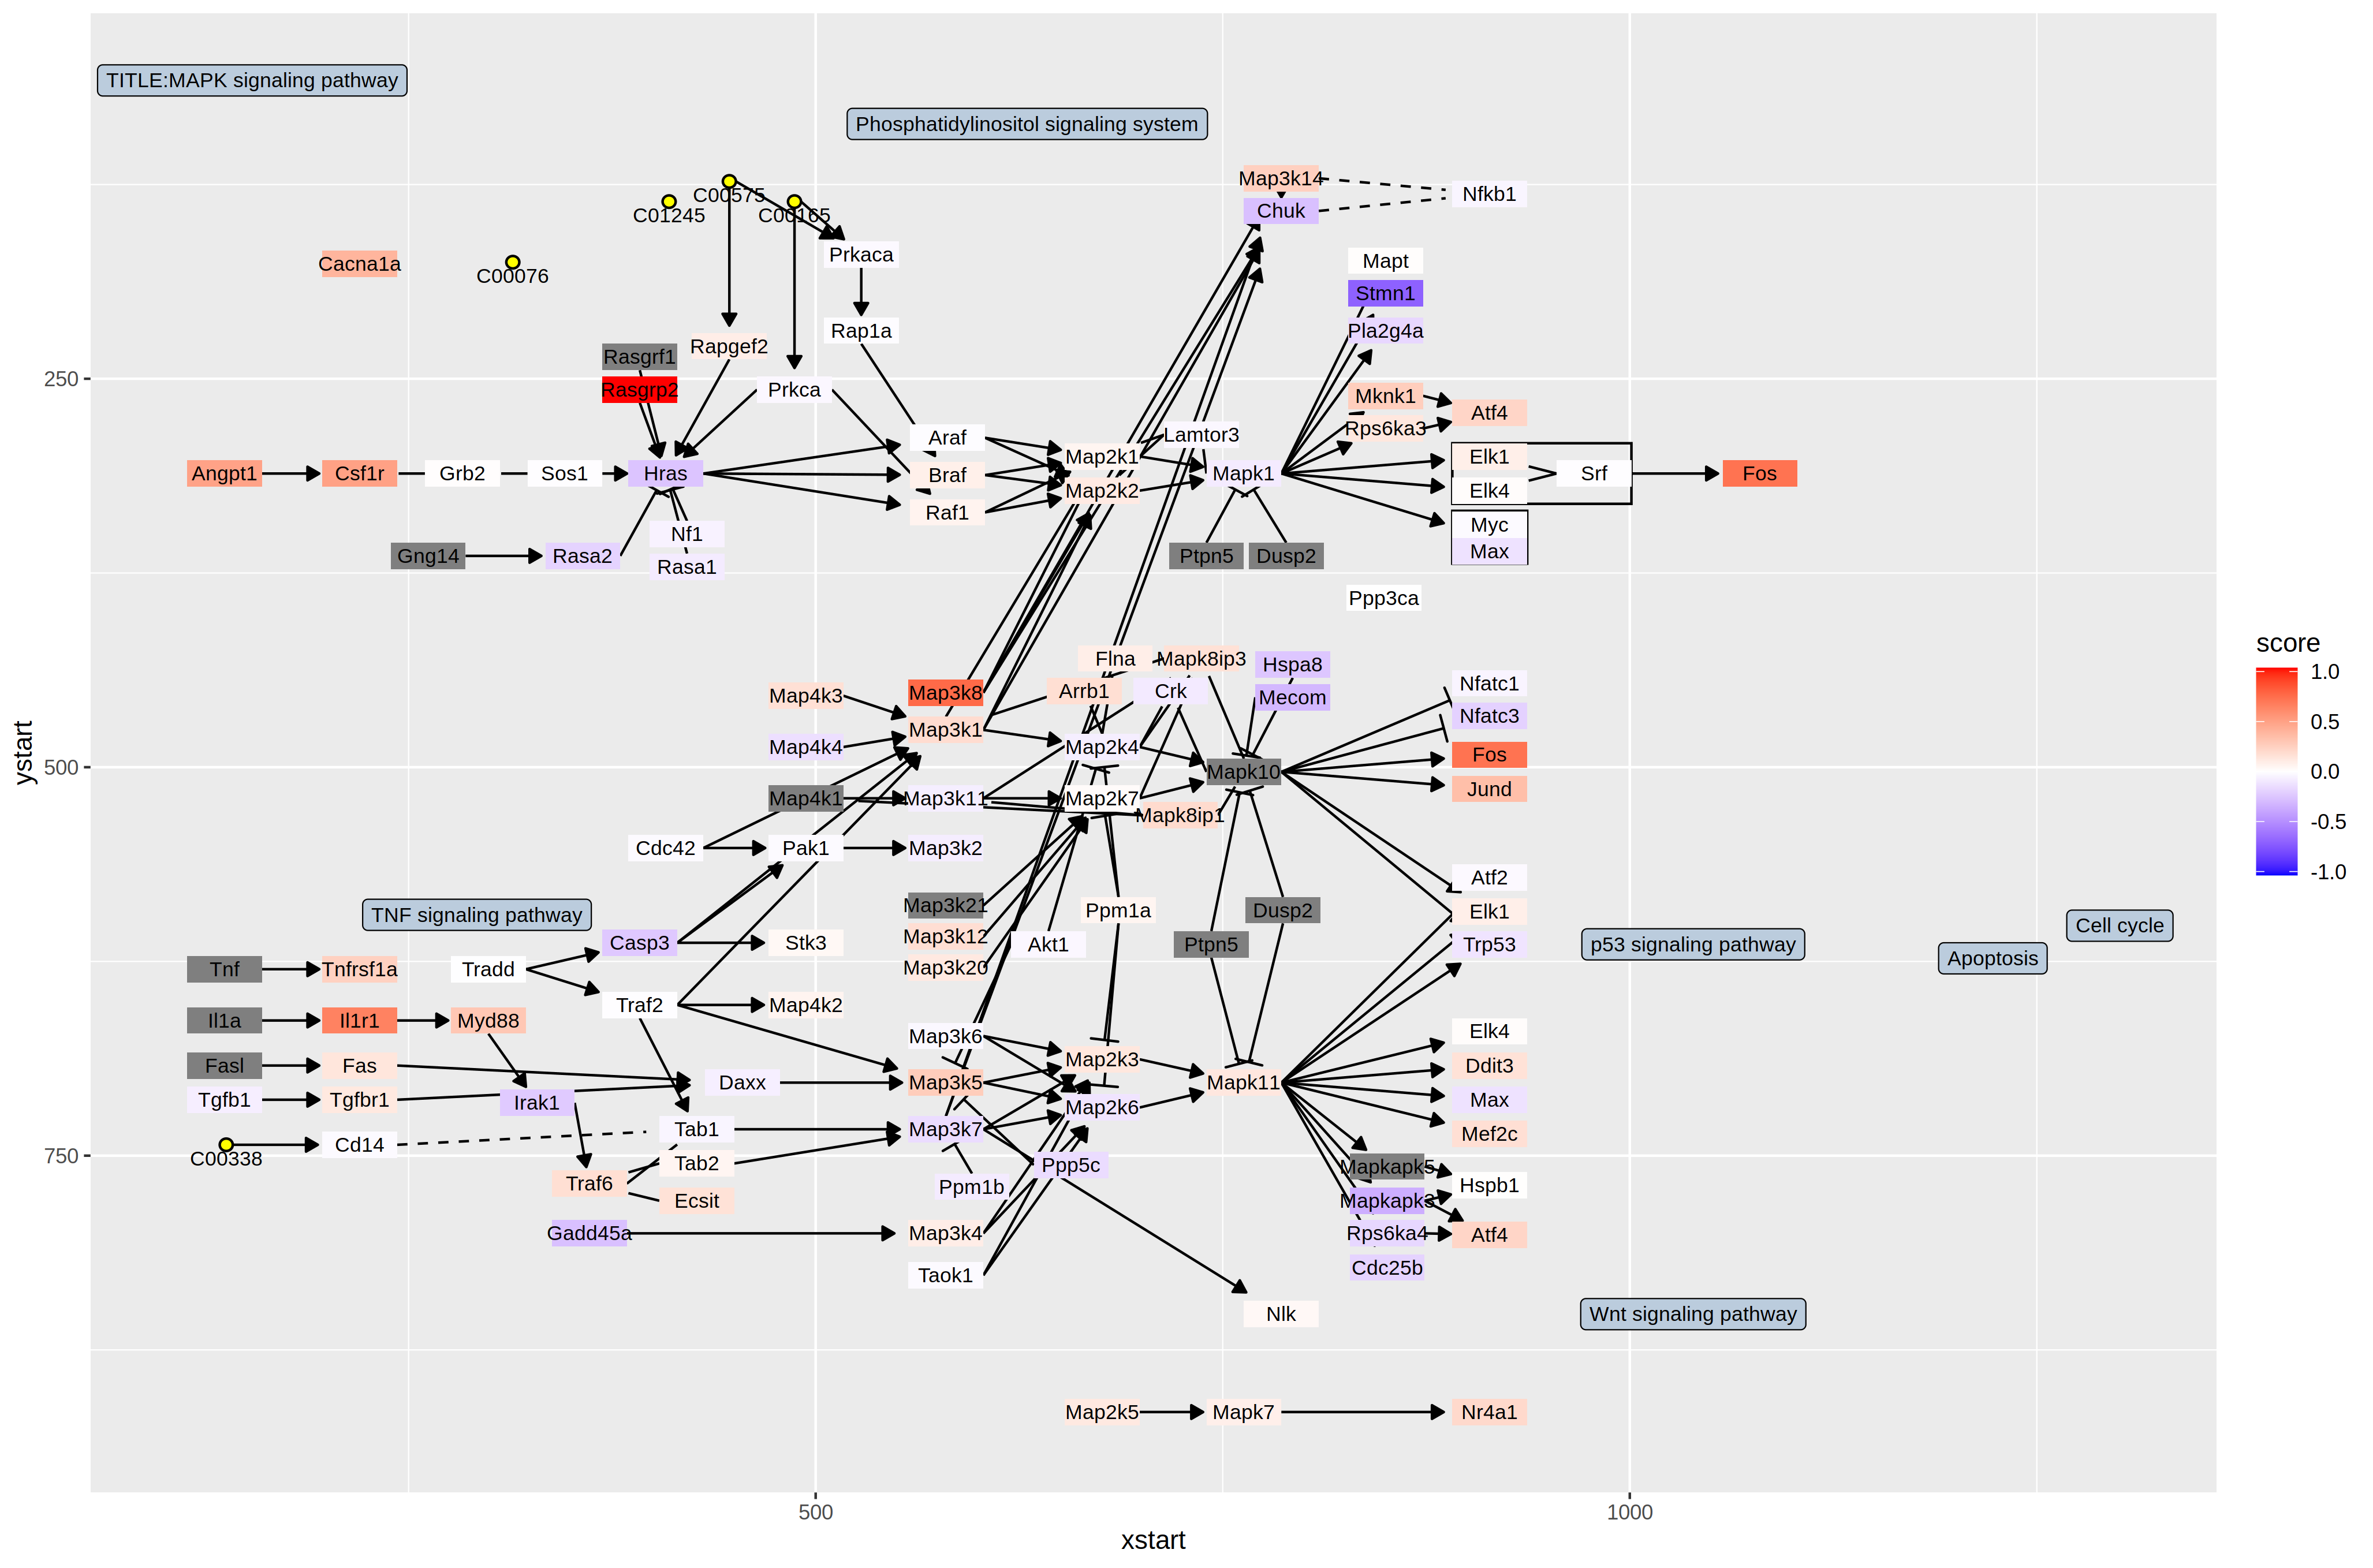 TITLE:MAPK signaling pathway
Phosphatidylinositol signaling system
Map3k14
Nfkb1
Chuk
C00575
C01245
C00165
Prkaca
Cacna1a
C00076
Mapt
Stmn1
Pla2g4a
Rap1a
Rapgef2
Rasgrf1
Rasgrp2
Prkca
Mknk1
Atf4
Rps6ka3
Araf
Lamtor3
Map2k1
Elk1
Angpt1
Csf1r
Grb2
Sos1
Hras
Braf
Mapk1
Srf
Fos
Map2k2
Elk4
Raf1
Myc
Nf1
Max
Gng14
Rasa2
Rasa1
Ptpn5
Dusp2
Ppp3ca
Flna
Mapk8ip3
Hspa8
Nfatc1
Map4k3
Map3k8
Arrb1
Crk
Mecom
Nfatc3
Map3k1
Map4k4
Map2k4
Fos
Mapk10
Jund
Map4k1
Map3k11
Map2k7
Mapk8ip1
Cdc42
Pak1
Map3k2
Atf2
Map3k21
Ppm1a
Dusp2
Elk1
TNF signaling pathway
Cell cycle
Casp3
Stk3
Map3k12
Akt1
Ptpn5
Trp53
p53 signaling pathway
Apoptosis
Tnf
Tnfrsf1a
Tradd
Map3k20
Traf2
Map4k2
Il1a
Il1r1
Myd88
Map3k6
Elk4
Fasl
Fas
Map2k3
Ddit3
Daxx
Map3k5
Mapk11
Tgfb1
Tgfbr1
Irak1
Map2k6
Max
Tab1
Map3k7
Mef2c
C00338
Cd14
Tab2
Ppp5c
Mapkapk5
Traf6
Ppm1b
Hspb1
Ecsit
Mapkapk3
Gadd45a
Map3k4
Rps6ka4
Atf4
Taok1
Cdc25b
Nlk
Wnt signaling pathway
Map2k5
Mapk7
Nr4a1
250
500
750
ystart
500
1000
xstart
score
1.0
0.5
0.0
-0.5
-1.0